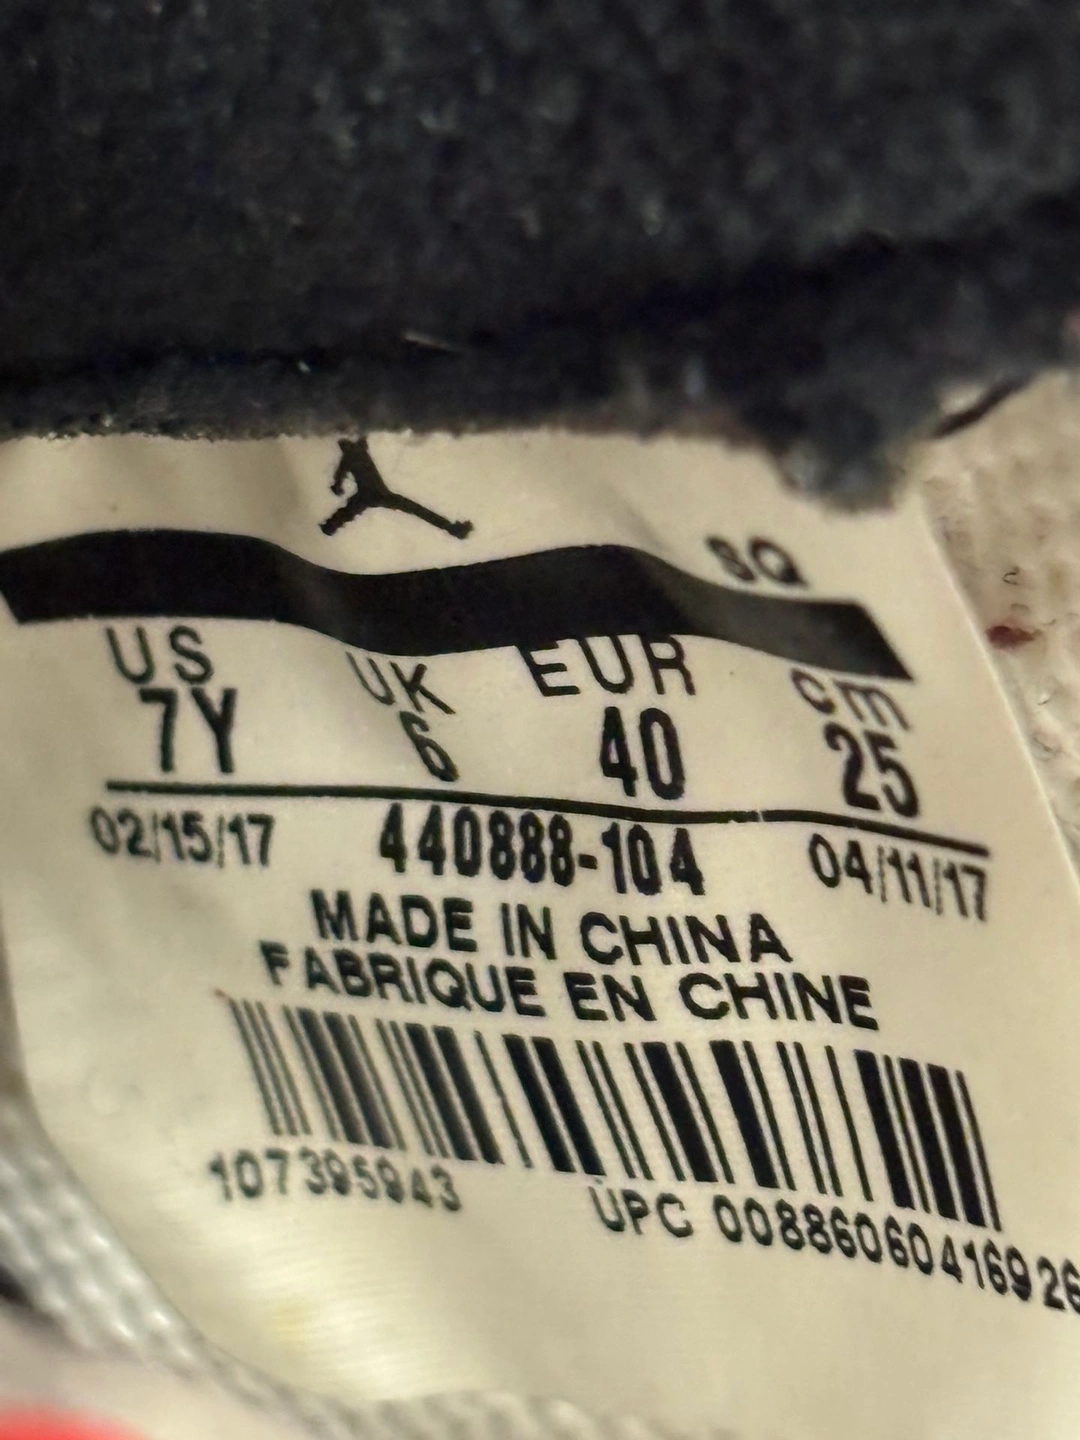 SQ
US UK EUR cm
7Y 6 40 25
02/15/17 440888-104 04/11/17
MADE IN CHINA
FABRIQUE EN CHINE
107395943 UPC 00886060416926